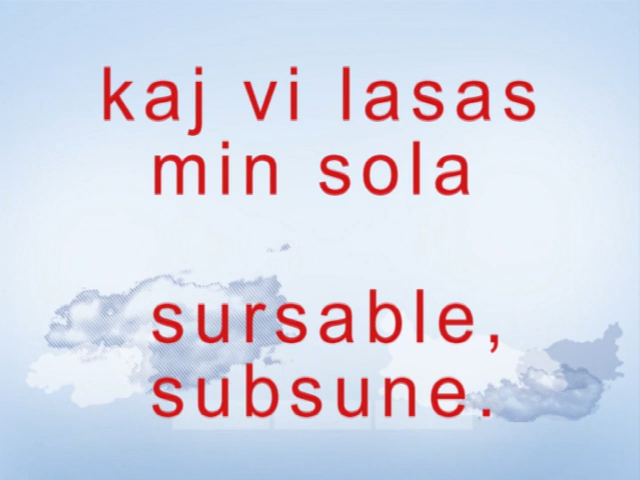 kaj vi lasas
min sola
sursable,
subsune.